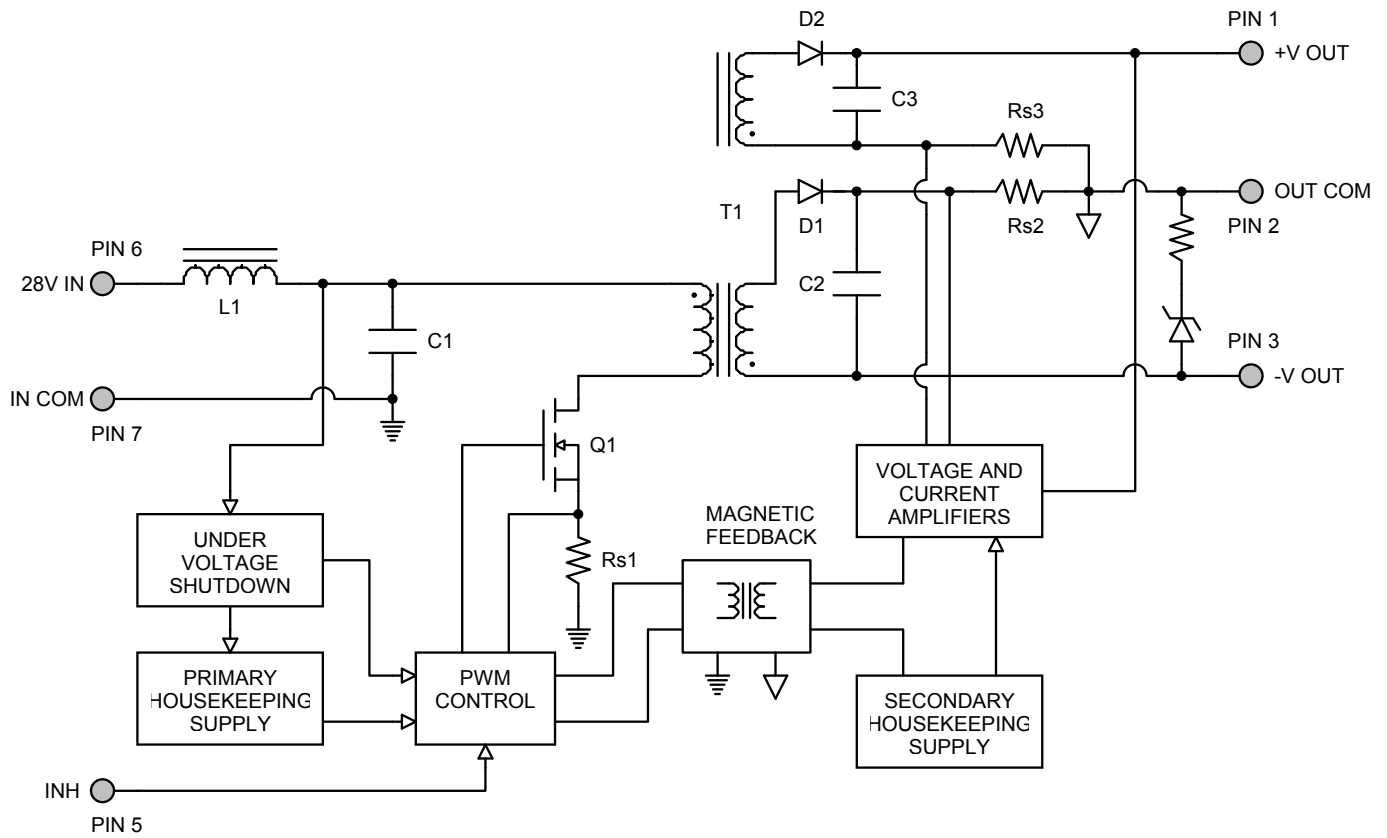 D2
PIN 1
+V OUT
C3
Rs3
T1
D1
Rs2
OUT COM
PIN 2
PIN 6
28V IN
L1
C2
C1
PIN 3
-V OUT
IN COM
PIN 7
Q1
VOLTAGE AND
CURRENT
AMPLIFIERS
MAGNETIC
FEEDBACK
UNDER
VOLTAGE
SHUTDOWN
Rs1
PRIMARY
HOUSEKEEPING
SUPPLY
PWM
CONTROL
SECONDARY
HOUSEKEEPING
SUPPLY
INH
PIN 5